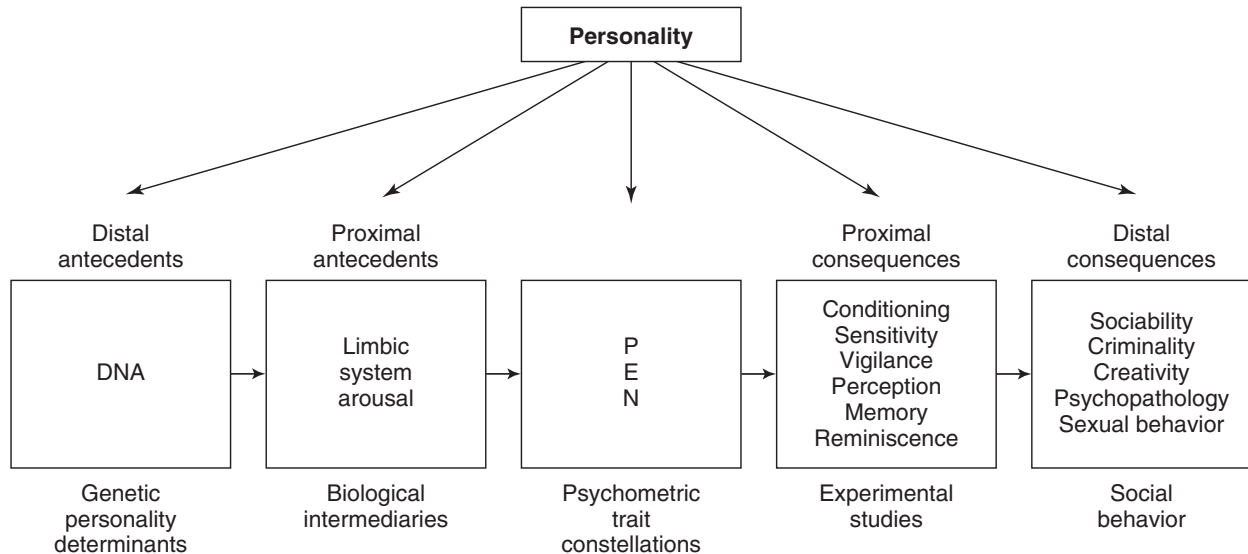 Personality
Distal
antecedents
Proximal
antecedents
Proximal
consequences
Distal
consequences
DNA
Limbic
system
arousal
P
E
N
Conditioning
Sensitivity
Vigilance
Perception
Memory
Reminiscence
Sociability
Criminality
Creativity
Psychopathology
Sexual behavior
Genetic
personality
determinants
Biological
intermediaries
Psychometric
trait
constellations
Experimental
studies
Social
behavior